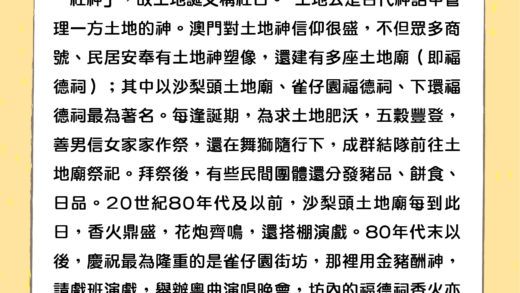 「社神」，故土地誕又稱社日。 土地公是古代神話中管
理一方土地的神。澳門對土地神信仰很盛，不但眾多商
號、民居安奉有土地神塑像，還建有多座土地廟（即福
德祠）；其中以沙梨頭土地廟、雀仔園福德祠、下環福
德祠最為著名。每逢誕期，為求土地肥沃，五穀豐登，
善男信女家家作祭，還在舞獅隨行下，成群結隊前往土
地廟祭祀。拜祭後，有些民間團體還分發豬品、餅食、
日品。20世紀80年代及以前，沙梨頭土地廟每到此
日，香火鼎盛，花炮齊鳴，還搭棚演戲。80年代末以
後，慶祝最為隆重的是雀仔園街坊，那裡用金豬酬神，
請戲班演戲，舉辦粵曲演唱晚會，坊內的福德祠香火亦